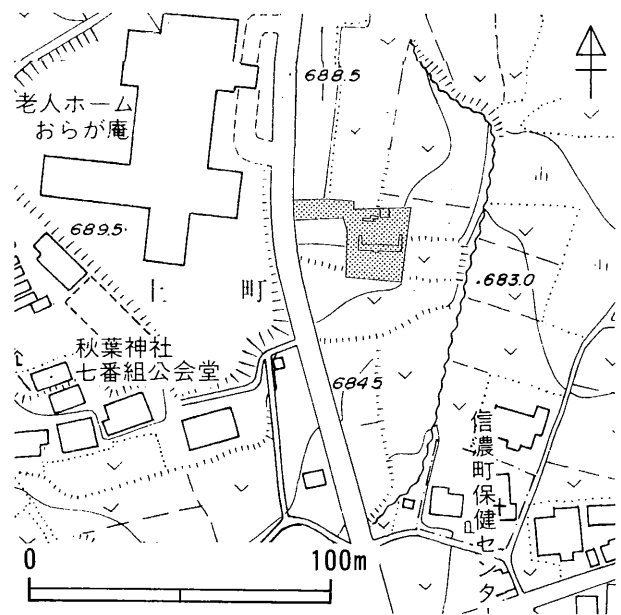 688.5
老人ホーム
おらが庵
689.5
上町
683.0
秋葉神社
七番組公会堂
684.5
信濃町保健センタ
0
100m